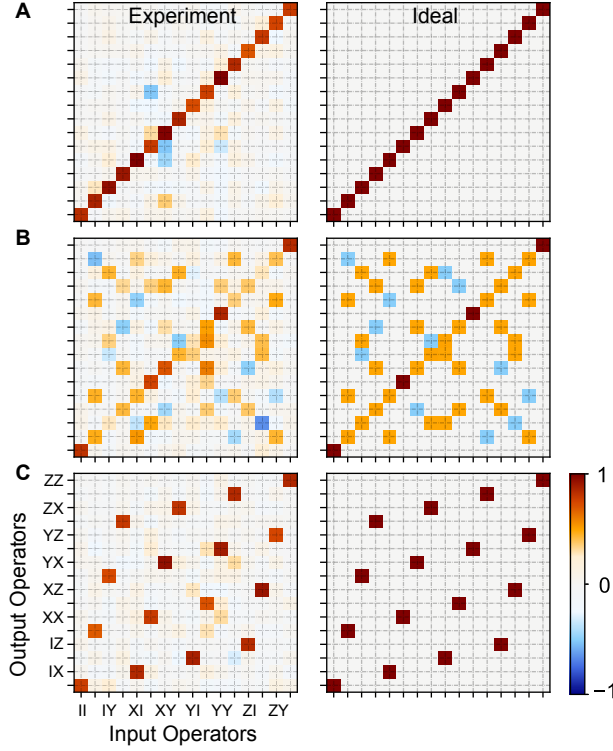 A
Experiment
Ideal
B
C
ZZ
ZX
YZ
YX
XZ
XX
IZ
IX
Output Operators
II
IY
XI
XY
YI
YY
ZI
ZY
Input Operators
1
0
−1